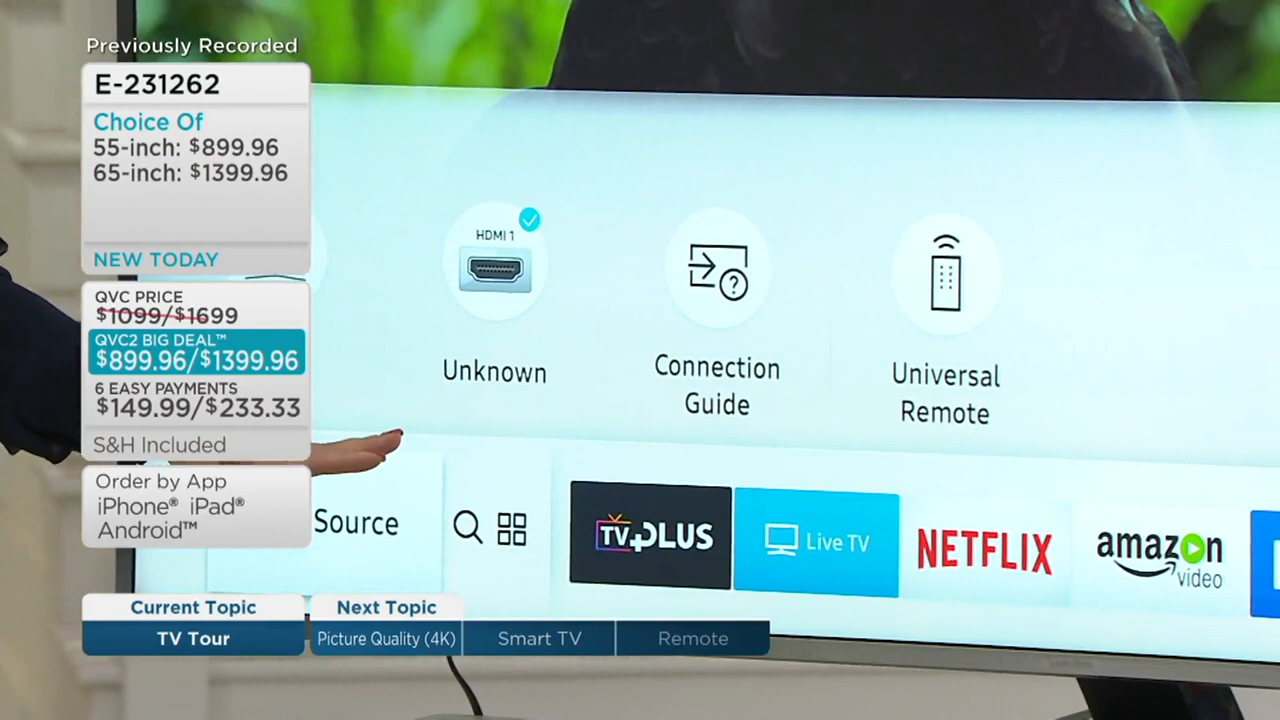 Previously Recorded
E-231262
Choice Of
55-inch: $899.96
65-inch: $1399.96
NEW TODAY
QVC PRICE
$1099/$1699
QVC2 BIG DEAL™
$899.96/$1399.96
6 EASY PAYMENTS
$149.99/$233.33
S&H Included
Order by App
iPhone® iPad®
Android™
HDMI 1
Unknown
Connection
Guide
Universal
Remote
Source
TV PLUS
Live TV
NETFLIX
amazon
video
Current Topic
Next Topic
TV Tour
Picture Quality (4K)
Smart TV
Remote